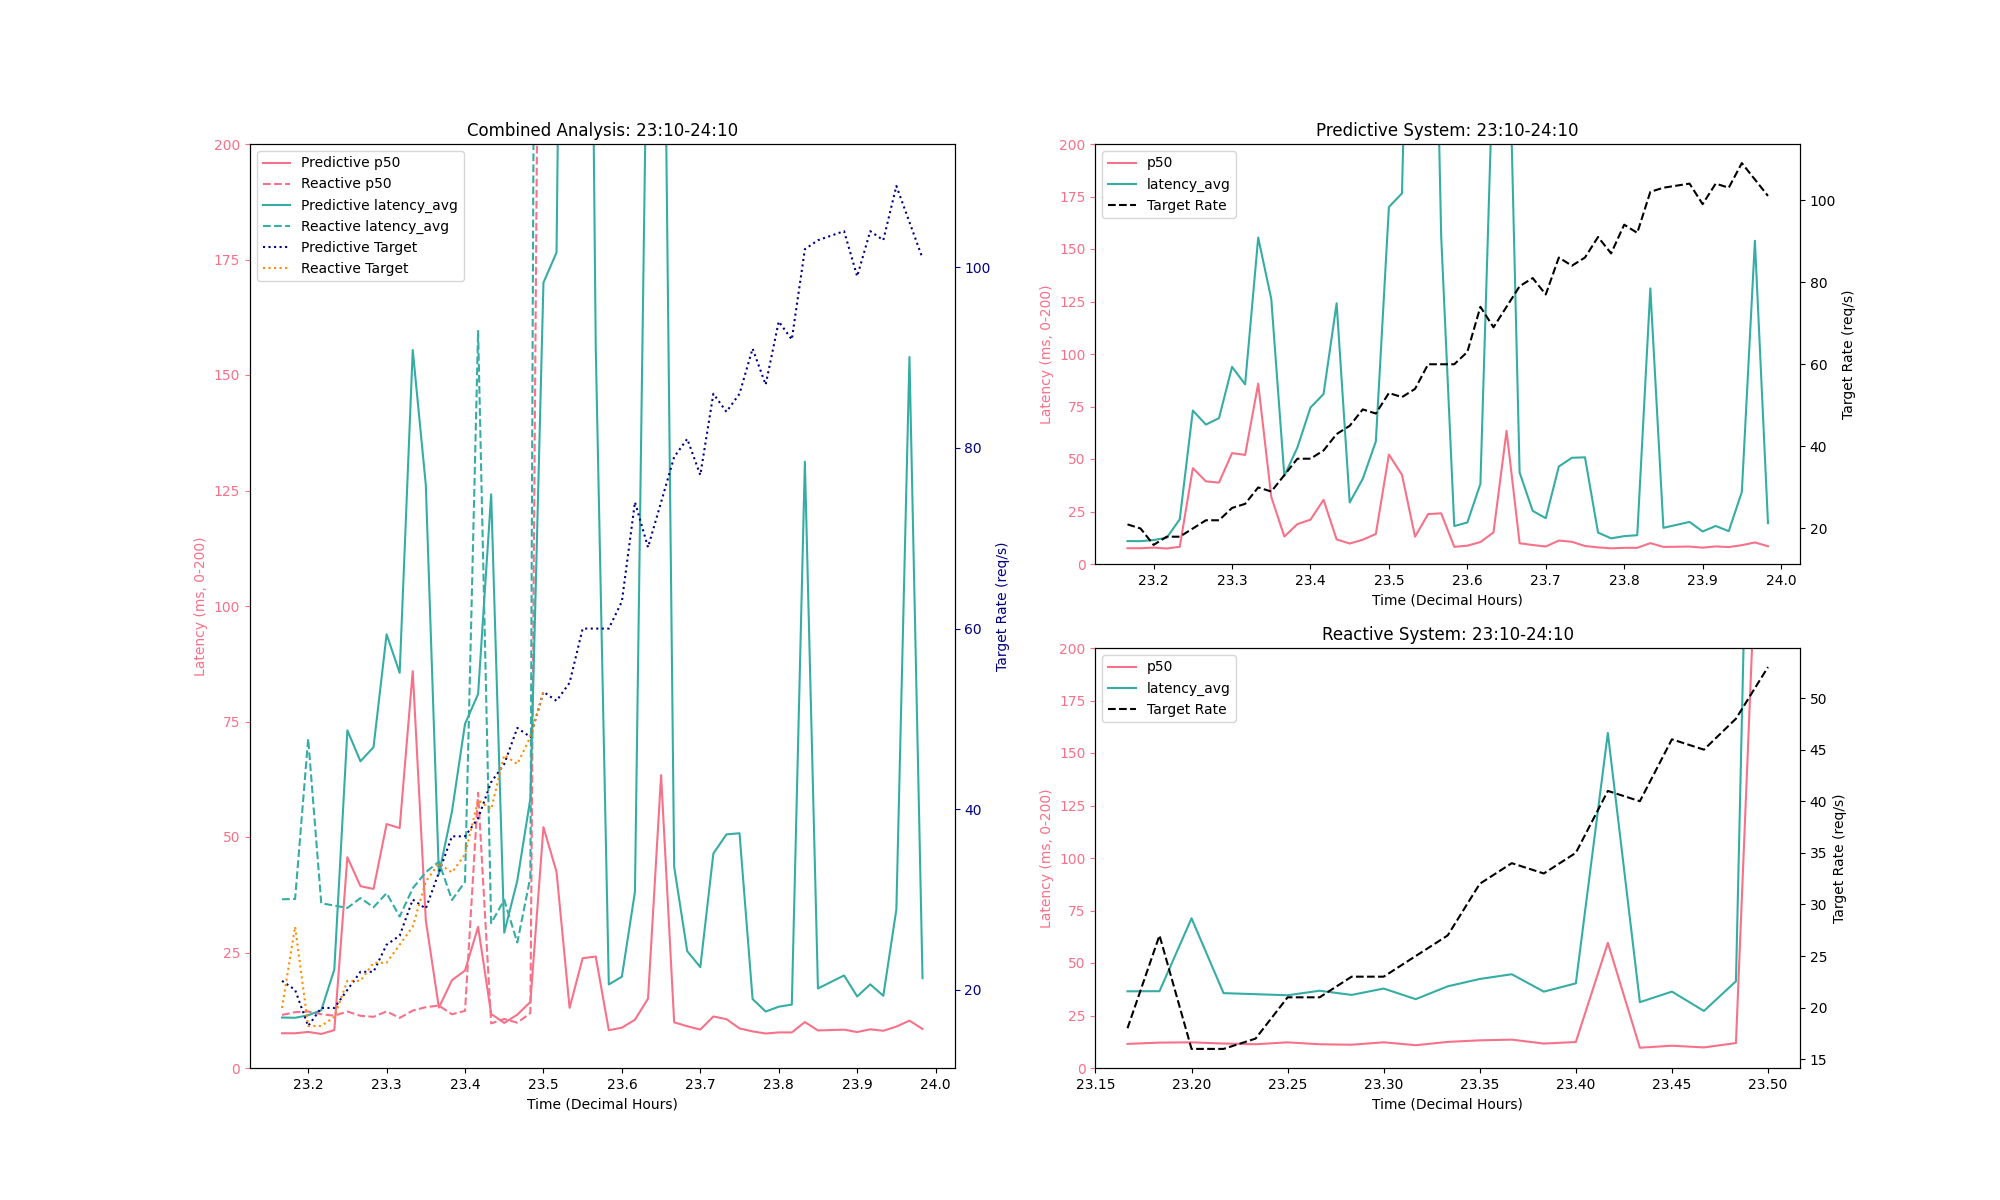 Combined Analysis: 23:10-24:10
Predictive p50
Reactive p50
Predictive latency_avg
Reactive latency_avg
Predictive Target
Reactive Target
200
175
150
125
100
75
50
25
0
Latency (ms, 0-200)
100
80
60
40
20
Target Rate (req/s)
23.2 23.3 23.4 23.5 23.6 23.7 23.8 23.9 24.0
Time (Decimal Hours)
Predictive System: 23:10-24:10
p50
latency_avg
Target Rate
200
175
150
125
100
75
50
25
0
Latency (ms, 0-200)
100
80
60
40
20
Target Rate (req/s)
23.2 23.3 23.4 23.5 23.6 23.7 23.8 23.9 24.0
Time (Decimal Hours)
Reactive System: 23:10-24:10
p50
latency_avg
Target Rate
200
175
150
125
100
75
50
25
0
Latency (ms, 0-200)
50
45
40
35
30
25
20
15
Target Rate (req/s)
23.15 23.20 23.25 23.30 23.35 23.40 23.45 23.50
Time (Decimal Hours)